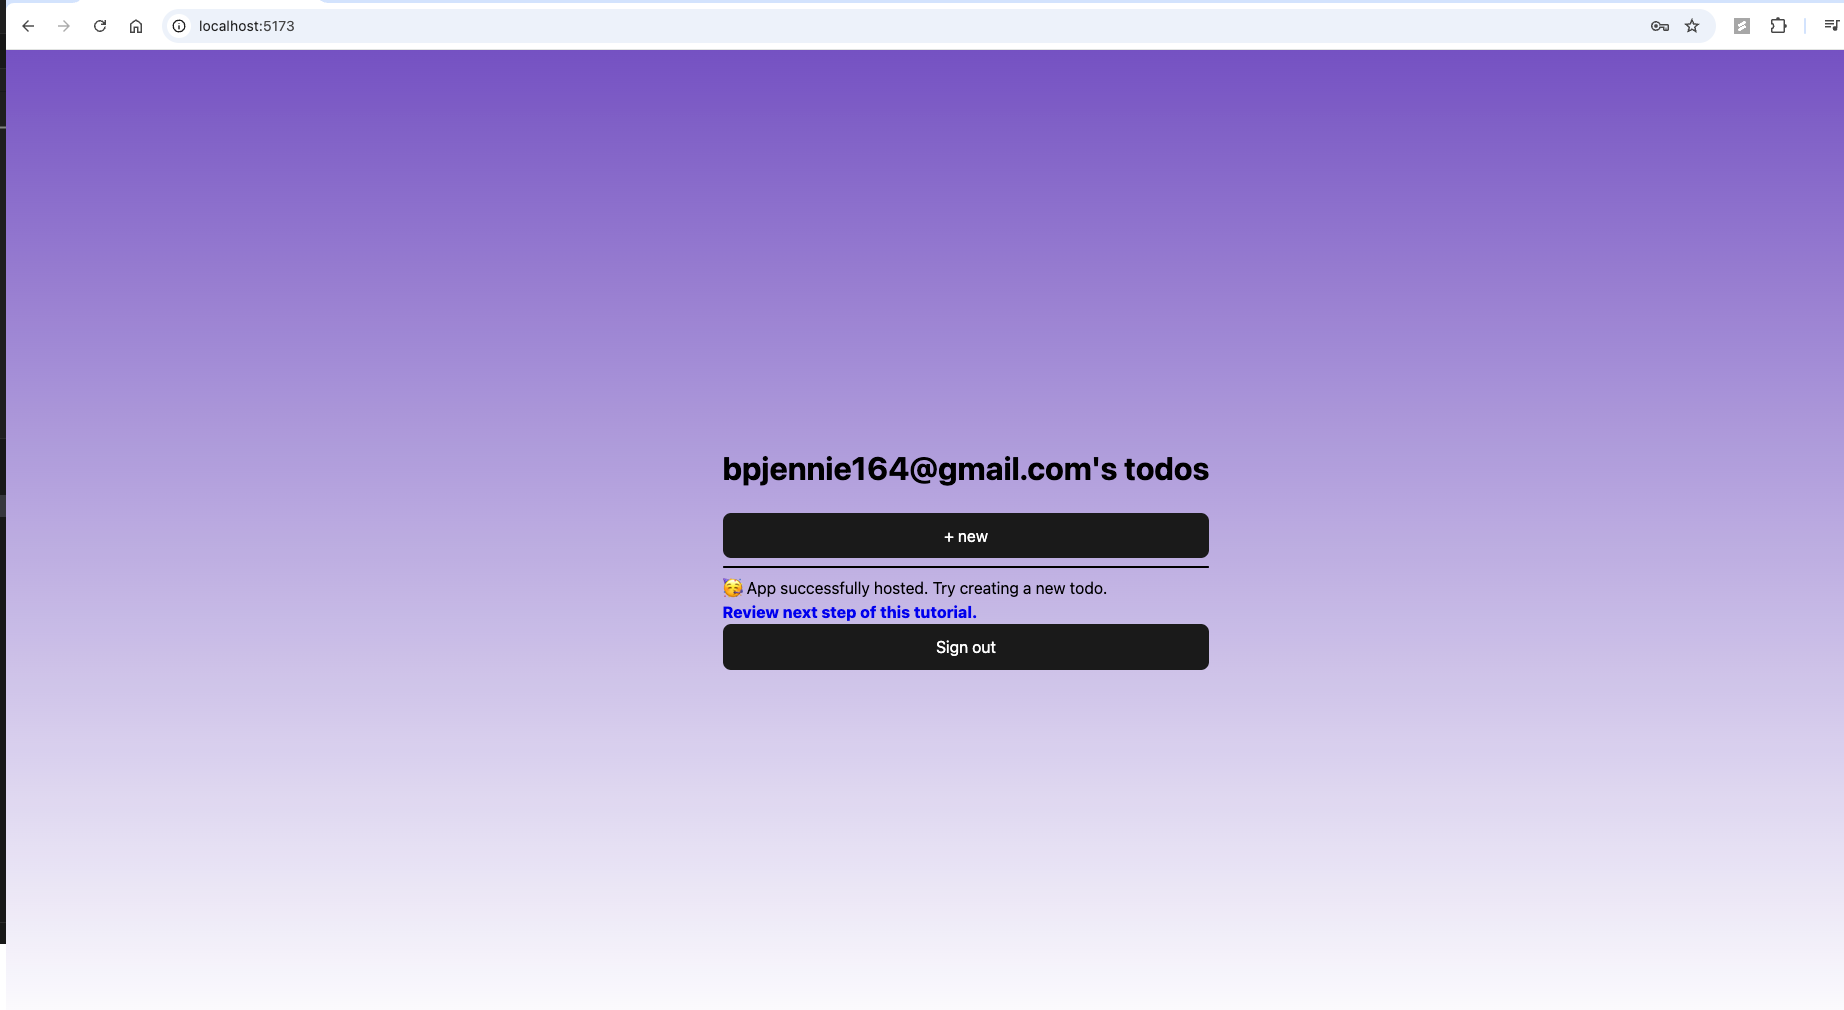 localhost:5173
bpjennie164@gmail.com's todos
+ new
🥳 App successfully hosted. Try creating a new todo.
Review next step of this tutorial.
Sign out